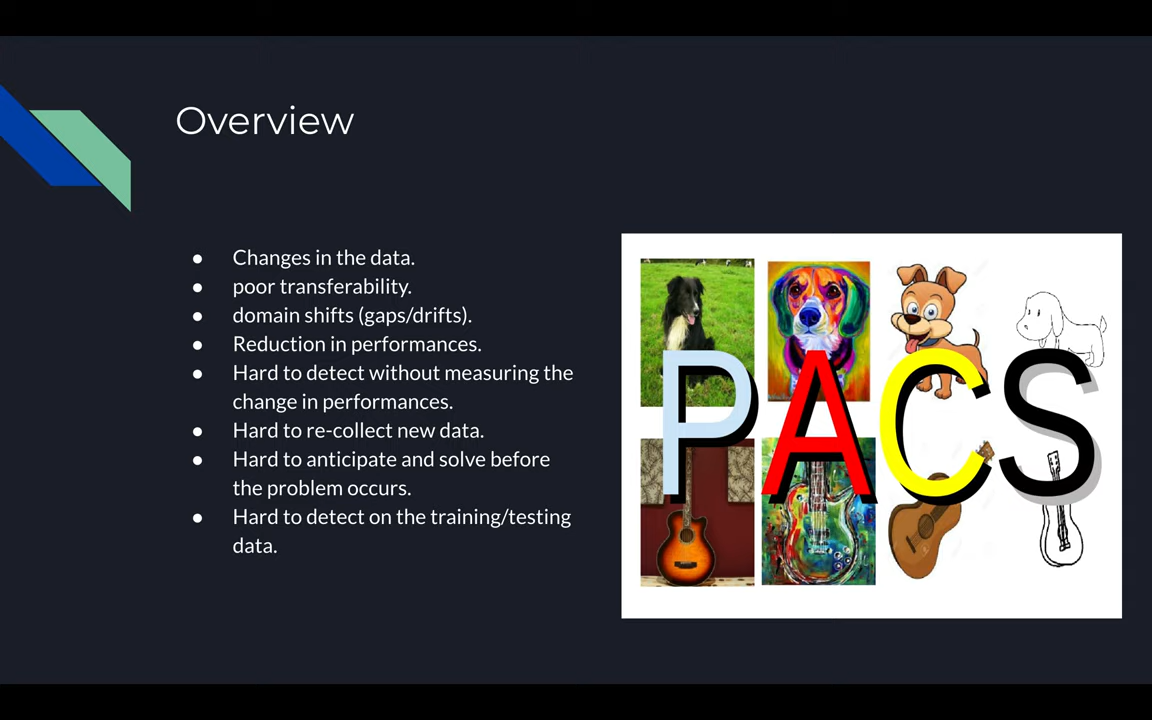 Overview
● Changes in the data.
● poor transferability.
● domain shifts (gaps/drifts).
● Reduction in performances.
● Hard to detect without measuring the
change in performances.
● Hard to re-collect new data.
● Hard to anticipate and solve before
the problem occurs.
● Hard to detect on the training/testing
data.
PACS